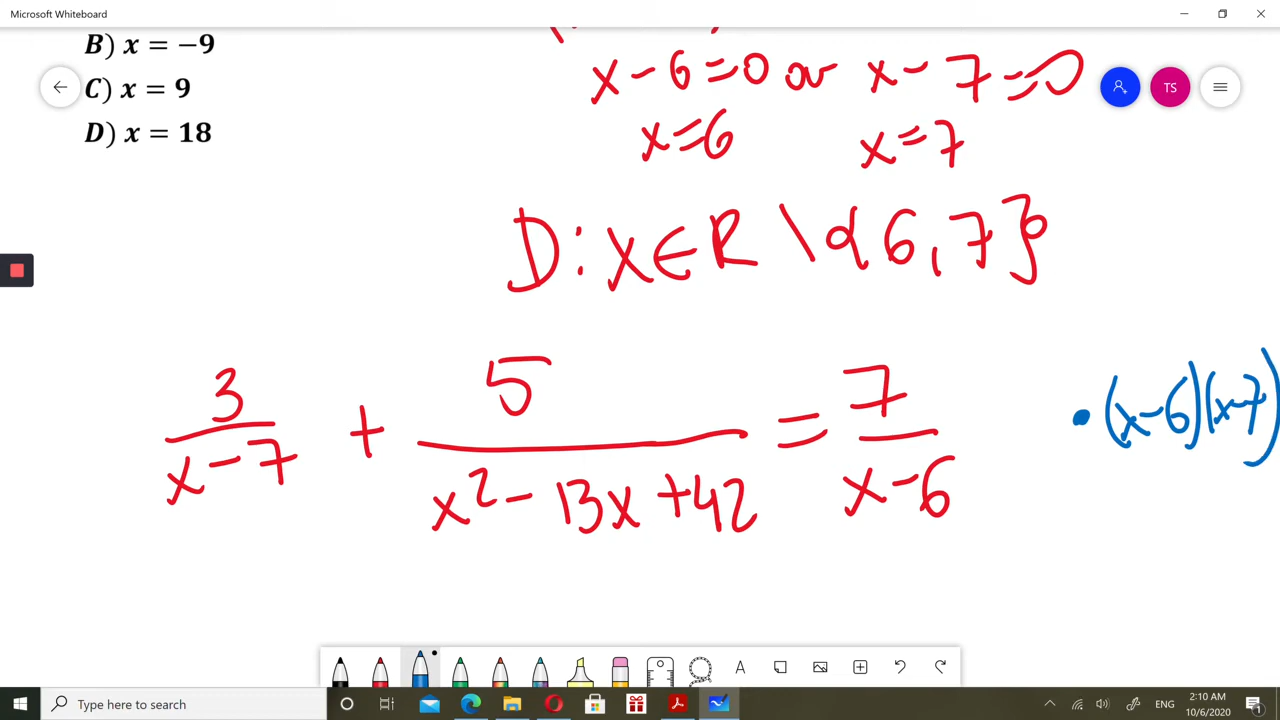 Microsoft Whiteboard
B) x = −9
C) x = 9
D) x = 18
x − 6 = 0 or x − 7 = 0
x = 6 x = 7
D: x ∈ R \ {6, 7}
TS
3/(x − 7) + 5/(x² − 13x + 42) = 7/(x − 6) • (x − 6)(x − 7)
Type here to search
ENG
2:10 AM
10/6/2020
1